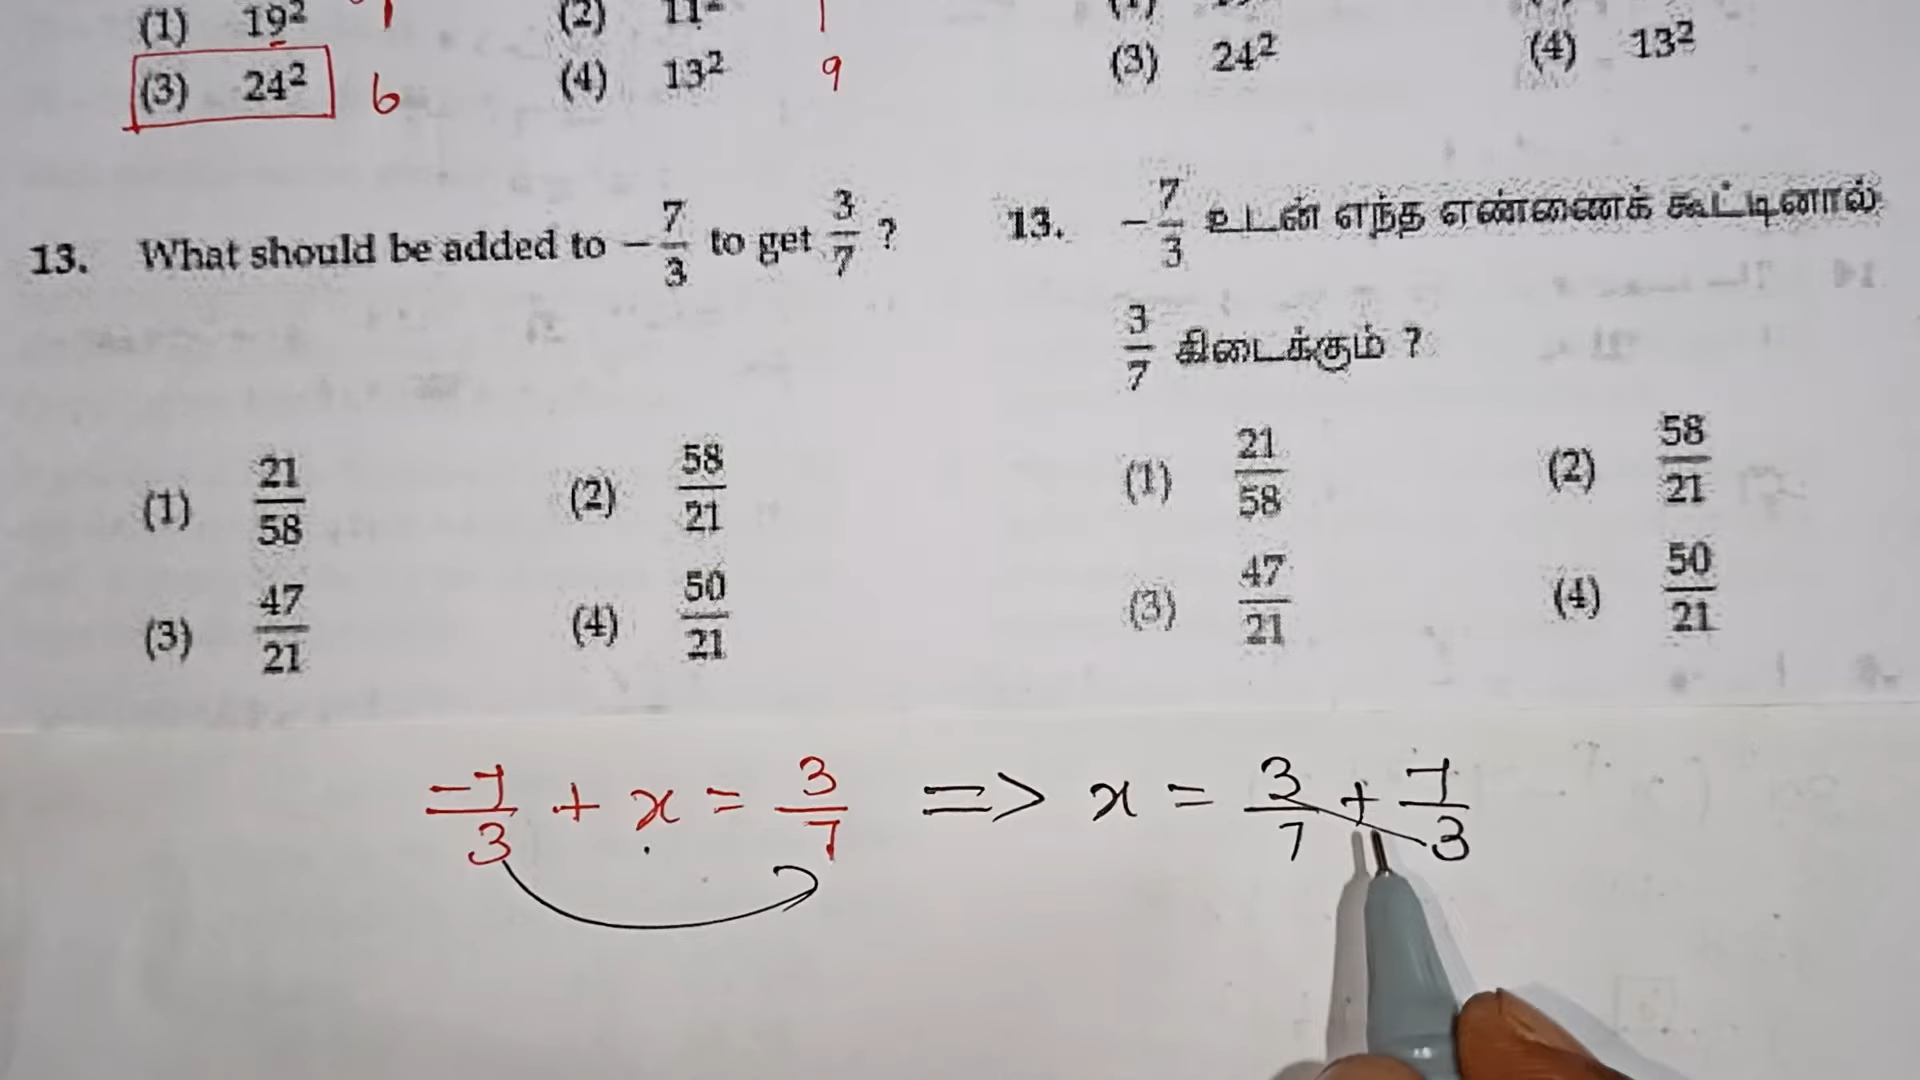 (1) 19² (2) 11²
(3) 24² 6 (4) 13² 9
(3) 24² (4) 13²
13. What should be added to -7/3 to get 3/7 ?
(1) 21/58 (2) 58/21
(3) 47/21 (4) 50/21
13. -7/3 உடன் எந்த எண்ணைக் கூட்டினால்
3/7 கிடைக்கும் ?
(1) 21/58 (2) 58/21
(3) 47/21 (4) 50/21
-7/3 + x = 3/7 => x = 3/7 + 7/3